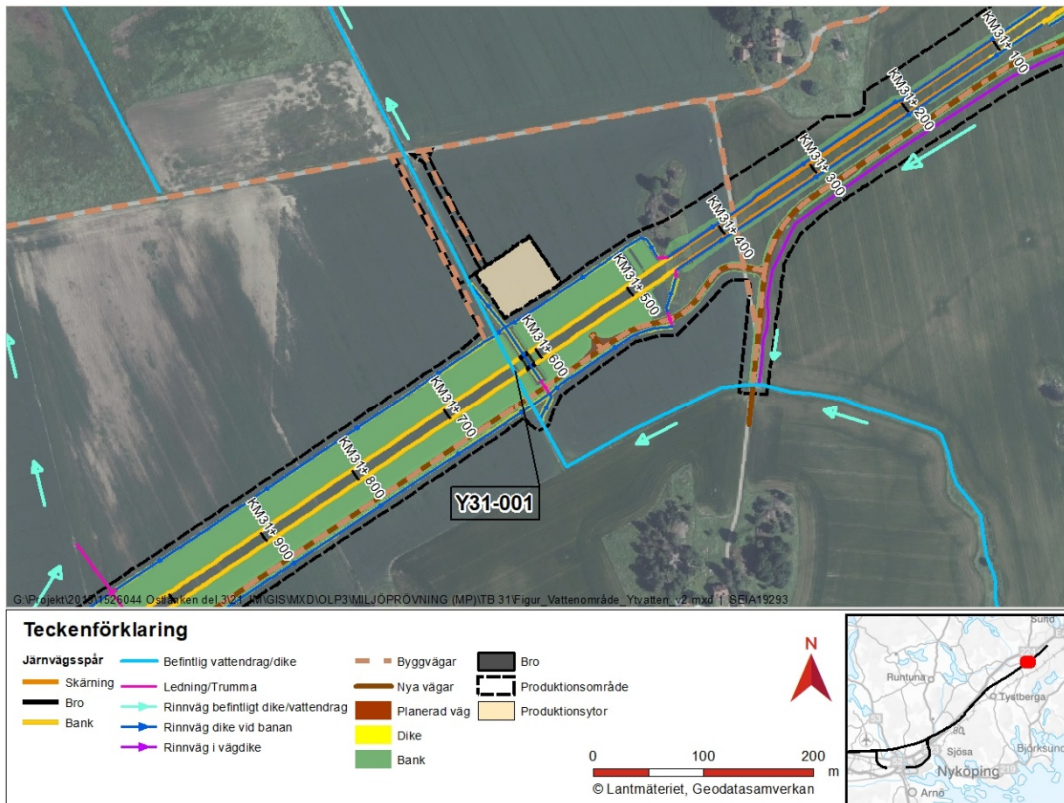 KM31+ 100
KM31+ 200
KM31+ 300
KM31+ 400
KM31+ 500
KM31+ 600
KM31+ 700
KM31+ 800
KM31+ 900
Y31-001
Teckenförklaring
Järnvägsspår
Skärning
Bro
Bank
Befintlig vattendrag/dike
Ledning/Trumma
Rinnväg befintligt dike/vattendrag
Rinnväg dike vid banan
Rinnväg i vägdike
Byggvägar
Nya vägar
Planerad väg
Dike
Bank
Bro
Produktionsområde
Produktionsytor
N
0 100 200
m
© Lantmäteriet, Geodatasamverkan
Sund
Runtuna
Tystberga
Sjösa
Björksund
Nyköping
Arnö